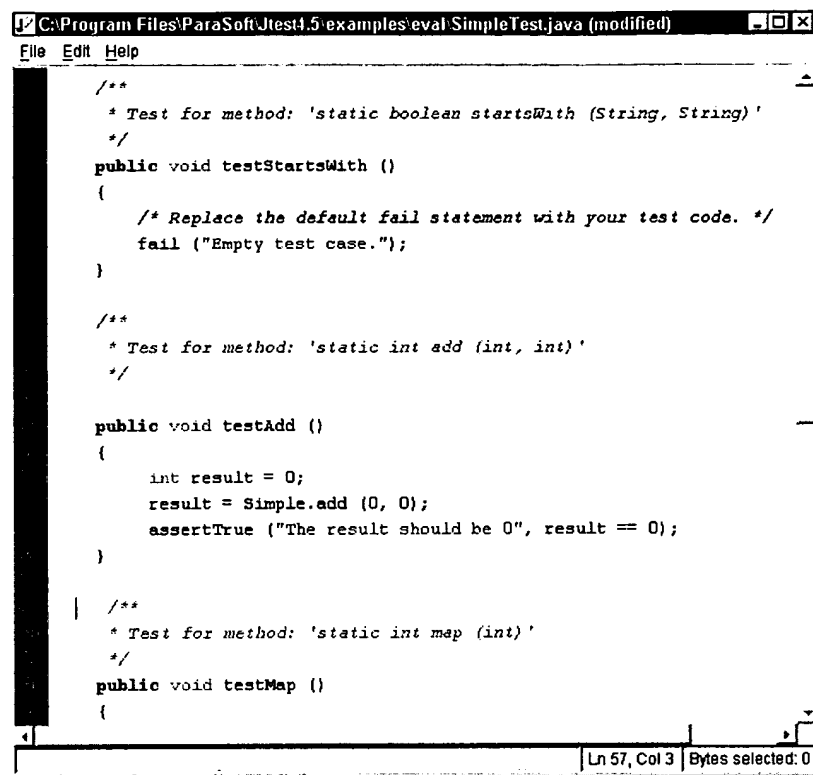 C:\Program Files\ParaSoft\Jtest4.5\examples\eval\SimpleTest.java (modified)
File Edit Help
/**
* Test for method: 'static boolean startsWith (String, String)'
*/
public void testStartsWith ()
{
/* Replace the default fail statement with your test code. */
fail ("Empty test case.");
}
/**
* Test for method: 'static int add (int, int)'
*/
public void testAdd ()
{
int result = 0;
result = Simple.add (0, 0);
assertTrue ("The result should be 0", result == 0);
}
/**
* Test for method: 'static int map (int)'
*/
public void testMap ()
{
Ln 57, Col 3 Bytes selected: 0